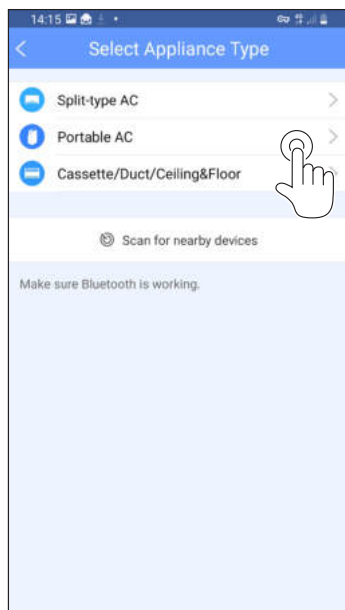 14:15
Select Appliance Type
Split-type AC
Portable AC
Cassette/Duct/Ceiling&Floor
Scan for nearby devices
Make sure Bluetooth is working.